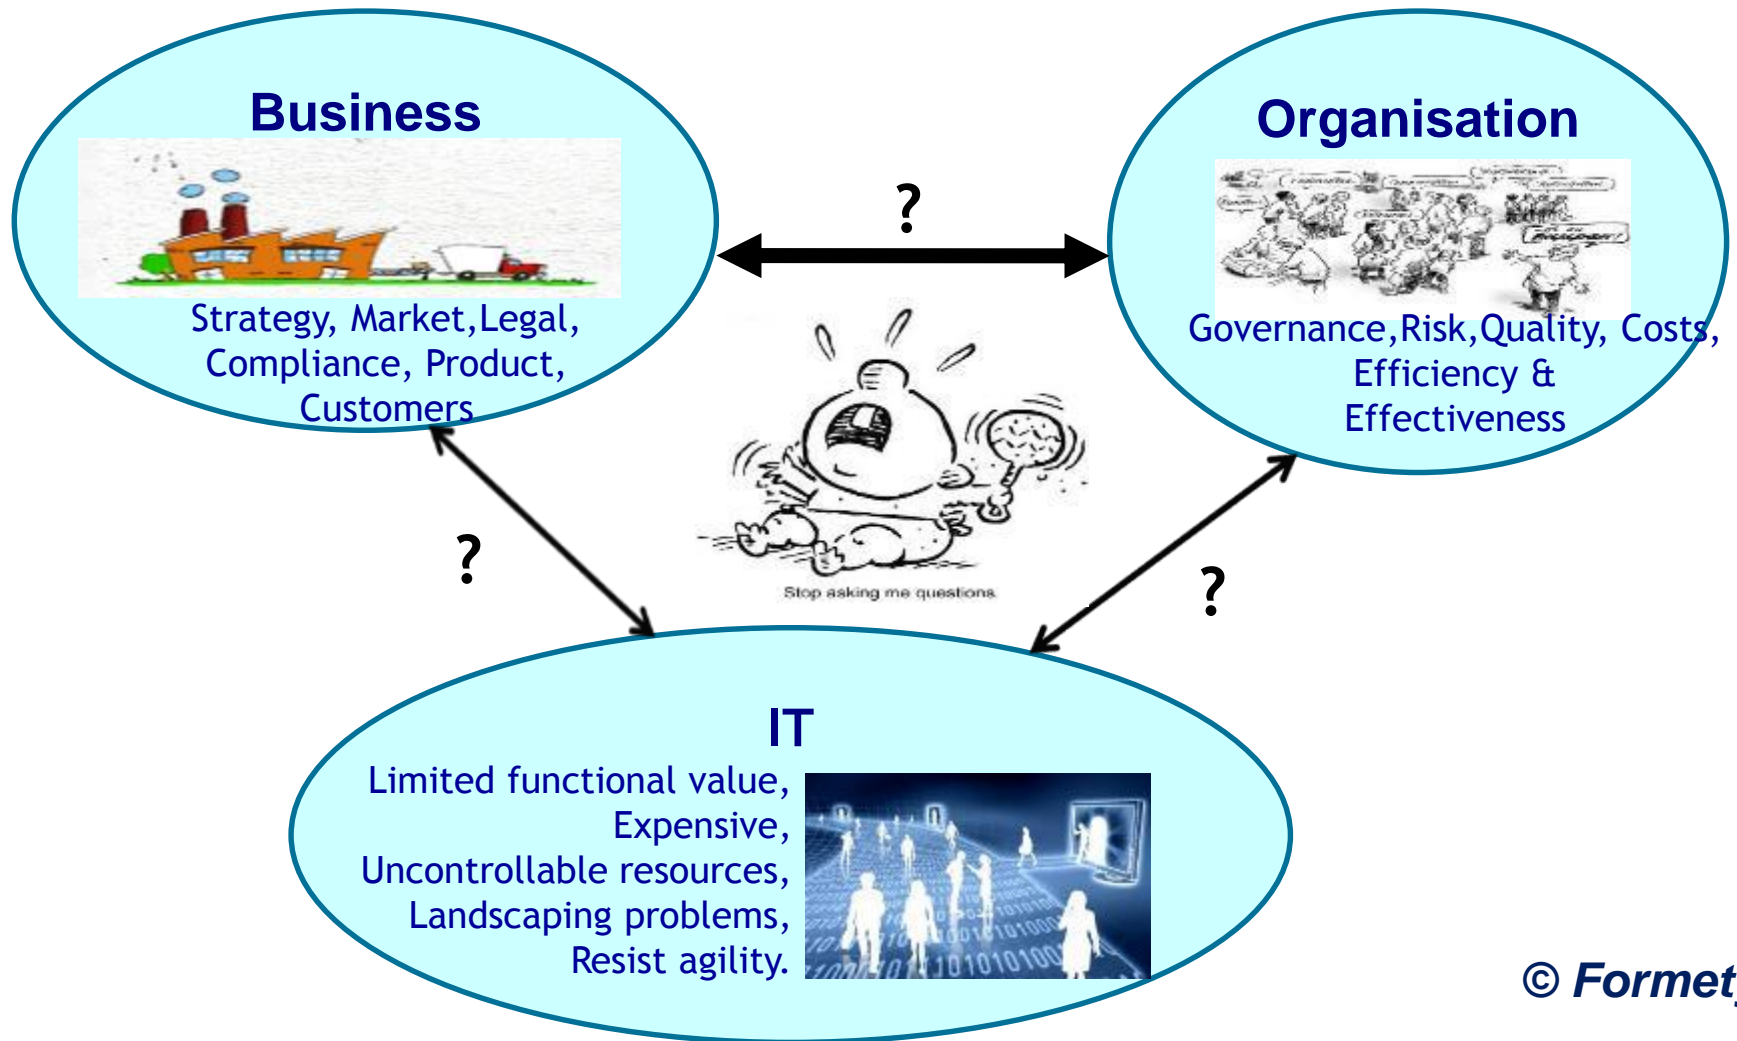 Business
Organisation
?
Strategy, Market,Legal,
Compliance, Product,
Customers
Governance,Risk,Quality, Costs,
Efficiency &
Effectiveness
?
?
Stop asking me questions
IT
Limited functional value,
Expensive,
Uncontrollable resources,
Landscaping problems,
Resist agility.
© Formet